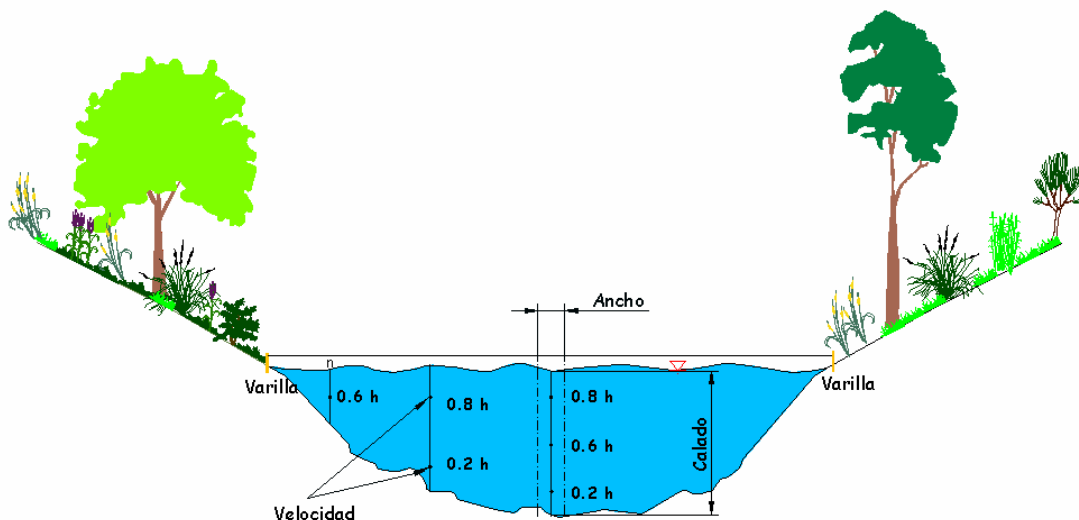 Ancho
n
Varilla
Varilla
0.6 h
0.8 h
0.8 h
0.6 h
0.2 h
0.2 h
Calado
Velocidad